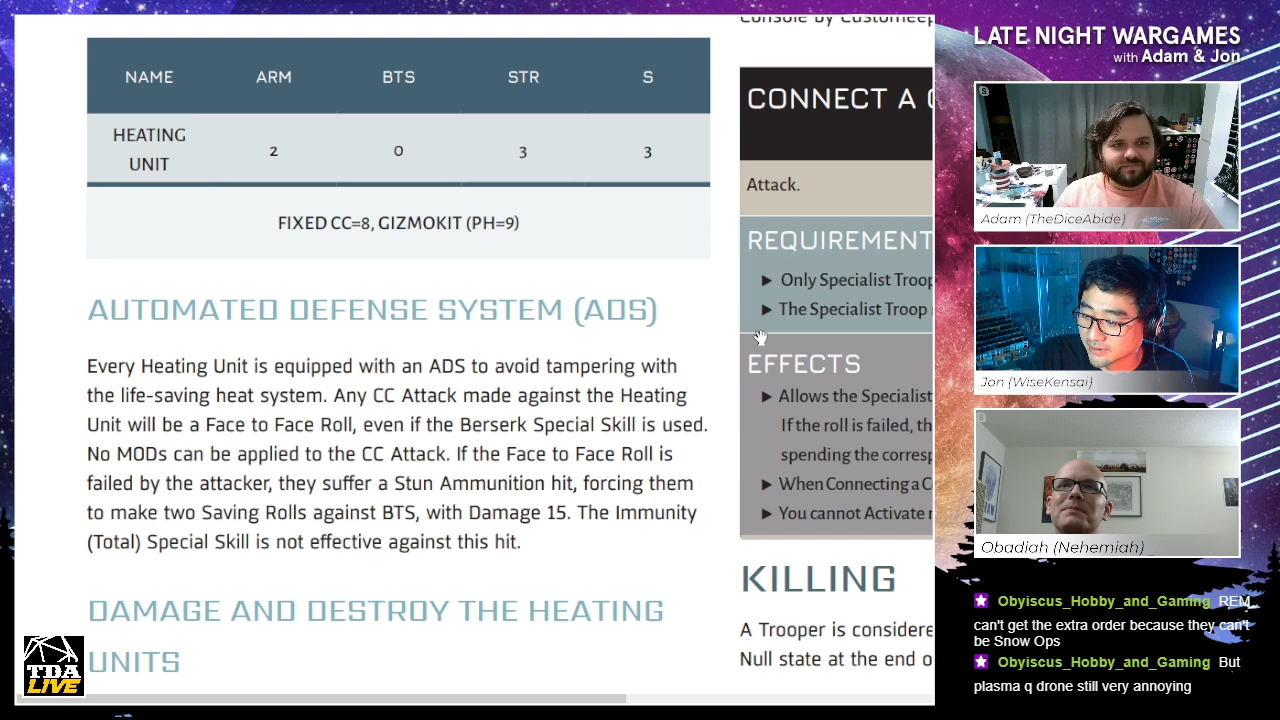 Console by Customeep
NAME ARM BTS STR S
HEATING
UNIT
2 0 3 3
FIXED CC=8, GIZMOKIT (PH=9)
AUTOMATED DEFENSE SYSTEM (ADS)
Every Heating Unit is equipped with an ADS to avoid tampering with
the life-saving heat system. Any CC Attack made against the Heating
Unit will be a Face to Face Roll, even if the Berserk Special Skill is used.
No MODs can be applied to the CC Attack. If the Face to Face Roll is
failed by the attacker, they suffer a Stun Ammunition hit, forcing them
to make two Saving Rolls against BTS, with Damage 15. The Immunity
(Total) Special Skill is not effective against this hit.
DAMAGE AND DESTROY THE HEATING
UNITS
CONNECT A
Attack.
REQUIREMENT
► Only Specialist Troop
► The Specialist Troop
EFFECTS
► Allows the Specialist
If the roll is failed, th
spending the corresp
► When Connecting a C
► You cannot Activate
KILLING
A Trooper is considere
Null state at the end o
LATE NIGHT WARGAMES
with Adam & Jon
Adam (TheDiceAbide)
Jon (WiseKensai)
Obadiah (Nehemiah)
Obyiscus_Hobby_and_Gaming REM
can't get the extra order because they can't
be Snow Ops
Obyiscus_Hobby_and_Gaming But
plasma q drone still very annoying
TDA
LIVE